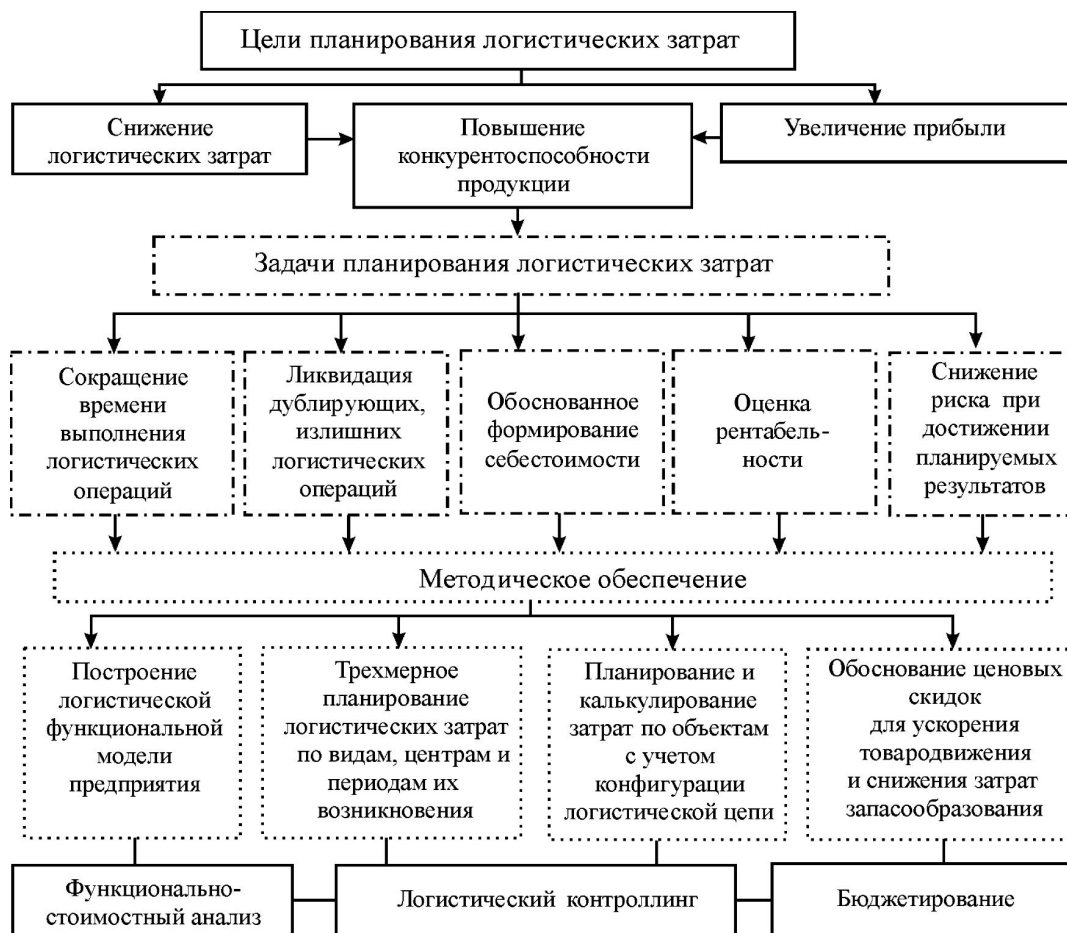 Цели планирования логистических затрат
Снижение
логистических затрат
Повышение
конкурентоспособности
продукции
Увеличение прибыли
Задачи планирования логистических затрат
Сокращение
времени
выполнения
логистических
операций
Ликвидация
дублирующих,
излишних
логистических
операций
Обоснованное
формирование
себестоимости
Оценка
рентабель-
ности
Снижение
риска при
достижении
планируемых
результатов
Методическое обеспечение
Построение
логистической
функциональной
модели
предприятия
Трехмерное
планирование
логистических затрат
по видам, центрам и
периодам их
возникновения
Планирование и
калькулирование
затрат по объектам
с учетом
конфигурации
логистической цепи
Обоснование ценовых
скидок
для ускорения
товародвижения
и снижения затрат
запасообразования
Функционально-
стоимостный анализ
Логистический контроллинг
Бюджетирование